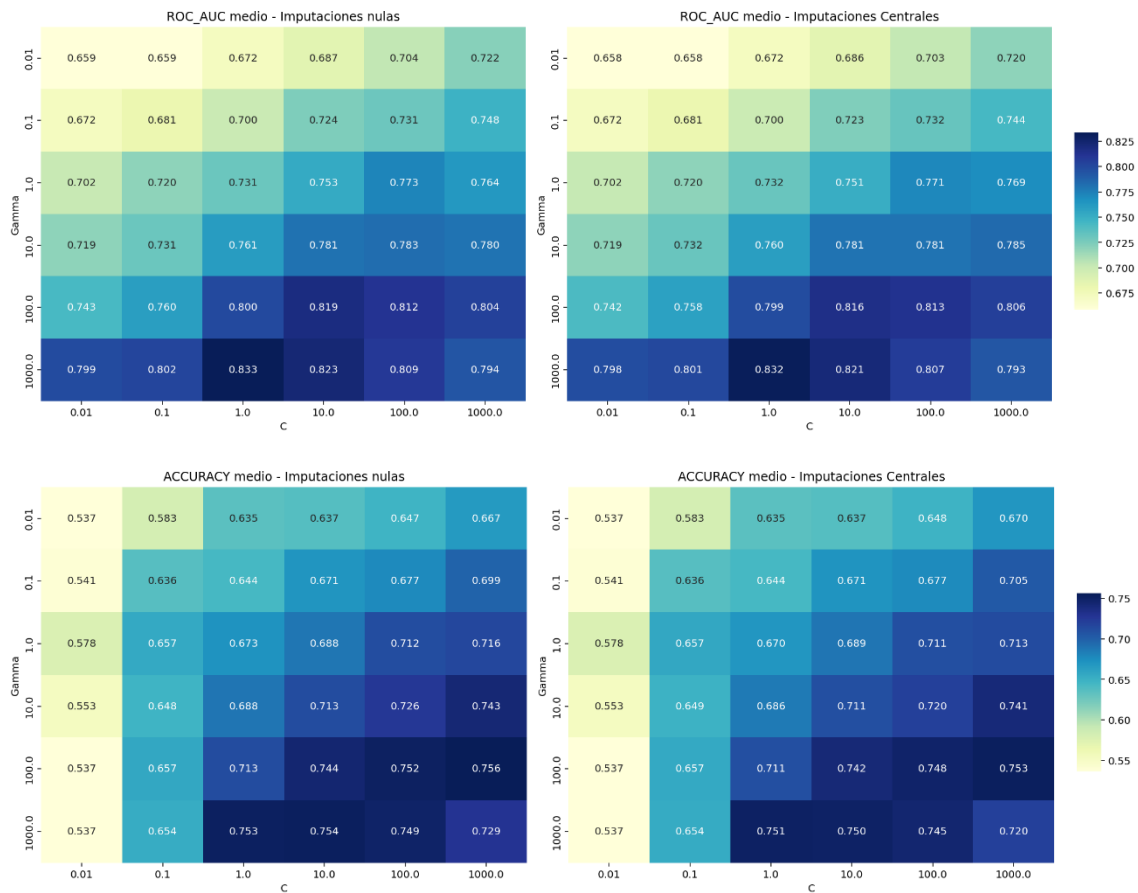 ROC_AUC medio - Imputaciones nulas
0.01 0.659 0.659 0.672 0.687 0.704 0.722
0.1 0.672 0.681 0.700 0.724 0.731 0.748
1.0 0.702 0.720 0.731 0.753 0.773 0.764
Gamma
10.0 0.719 0.731 0.761 0.781 0.783 0.780
100.0 0.743 0.760 0.800 0.819 0.812 0.804
1000.0 0.799 0.802 0.833 0.823 0.809 0.794
0.01 0.1 1.0 10.0 100.0 1000.0
C
ROC_AUC medio - Imputaciones Centrales
0.01 0.658 0.658 0.672 0.686 0.703 0.720
0.1 0.672 0.681 0.700 0.723 0.732 0.744
1.0 0.702 0.720 0.732 0.751 0.771 0.769
Gamma
10.0 0.719 0.732 0.760 0.781 0.781 0.785
100.0 0.742 0.758 0.799 0.816 0.813 0.806
1000.0 0.798 0.801 0.832 0.821 0.807 0.793
0.01 0.1 1.0 10.0 100.0 1000.0
C
0.825
0.800
0.775
0.750
0.725
0.700
0.675
ACCURACY medio - Imputaciones nulas
0.01 0.537 0.583 0.635 0.637 0.647 0.667
0.1 0.541 0.636 0.644 0.671 0.677 0.699
1.0 0.578 0.657 0.673 0.688 0.712 0.716
Gamma
10.0 0.553 0.648 0.688 0.713 0.726 0.743
100.0 0.537 0.657 0.713 0.744 0.752 0.756
1000.0 0.537 0.654 0.753 0.754 0.749 0.729
0.01 0.1 1.0 10.0 100.0 1000.0
C
ACCURACY medio - Imputaciones Centrales
0.01 0.537 0.583 0.635 0.637 0.648 0.670
0.1 0.541 0.636 0.644 0.671 0.677 0.705
1.0 0.578 0.657 0.670 0.689 0.711 0.713
Gamma
10.0 0.553 0.649 0.686 0.711 0.720 0.741
100.0 0.537 0.657 0.711 0.742 0.748 0.753
1000.0 0.537 0.654 0.751 0.750 0.745 0.720
0.01 0.1 1.0 10.0 100.0 1000.0
C
0.75
0.70
0.65
0.60
0.55